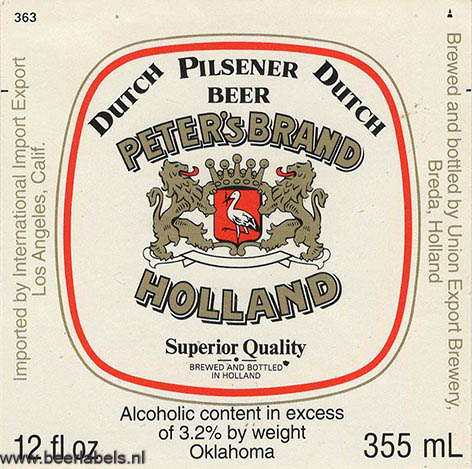 363
DUTCH PILSENER DUTCH
BEER
PETER'S BRAND
HOLLAND
Superior Quality
BREWED AND BOTTLED
IN HOLLAND
Imported by International Import Export
Los Angeles, Calif.
Brewed and bottled by Union Export Brewery,
Breda, Holland
Alcoholic content in excess
of 3.2% by weight
Oklahoma
12 fl oz
355 mL
www.beerlabels.nl